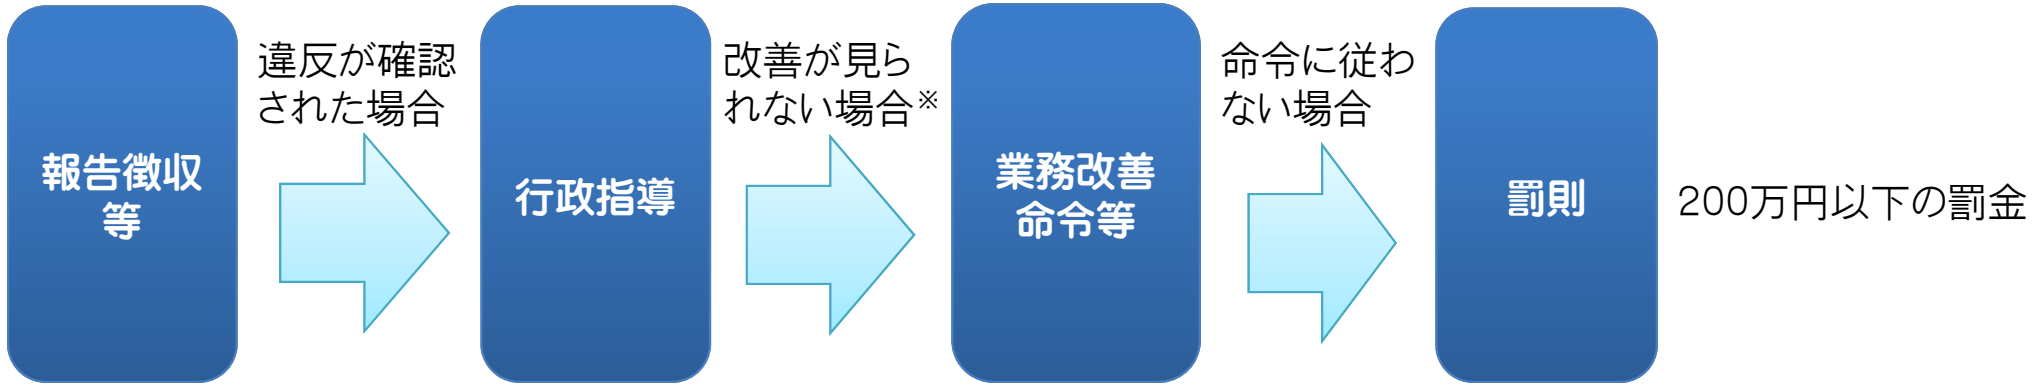 報告徴収
等
違反が確認
された場合
行政指導
改善が見ら
れない場合※
業務改善
命令等
命令に従わ
ない場合
罰則
200万円以下の罰金